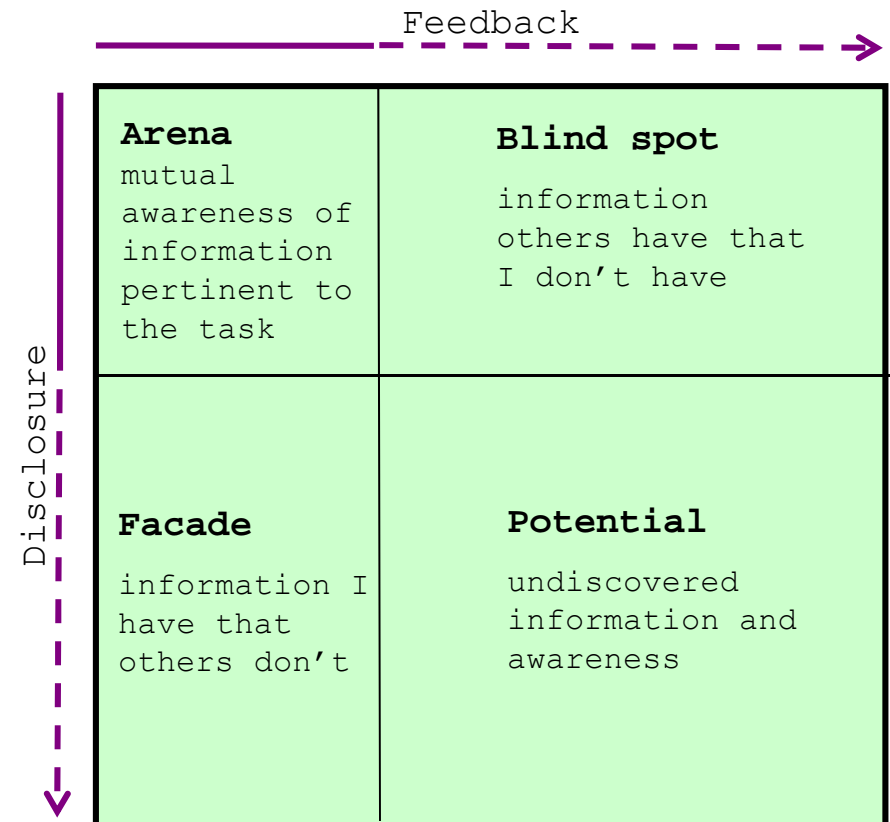 Feedback
Arena
mutual
awareness of
information
pertinent to
the task
Blind spot
information
others have that
I don’t have
Disclosure
Facade
information I
have that
others don’t
Potential
undiscovered
information and
awareness